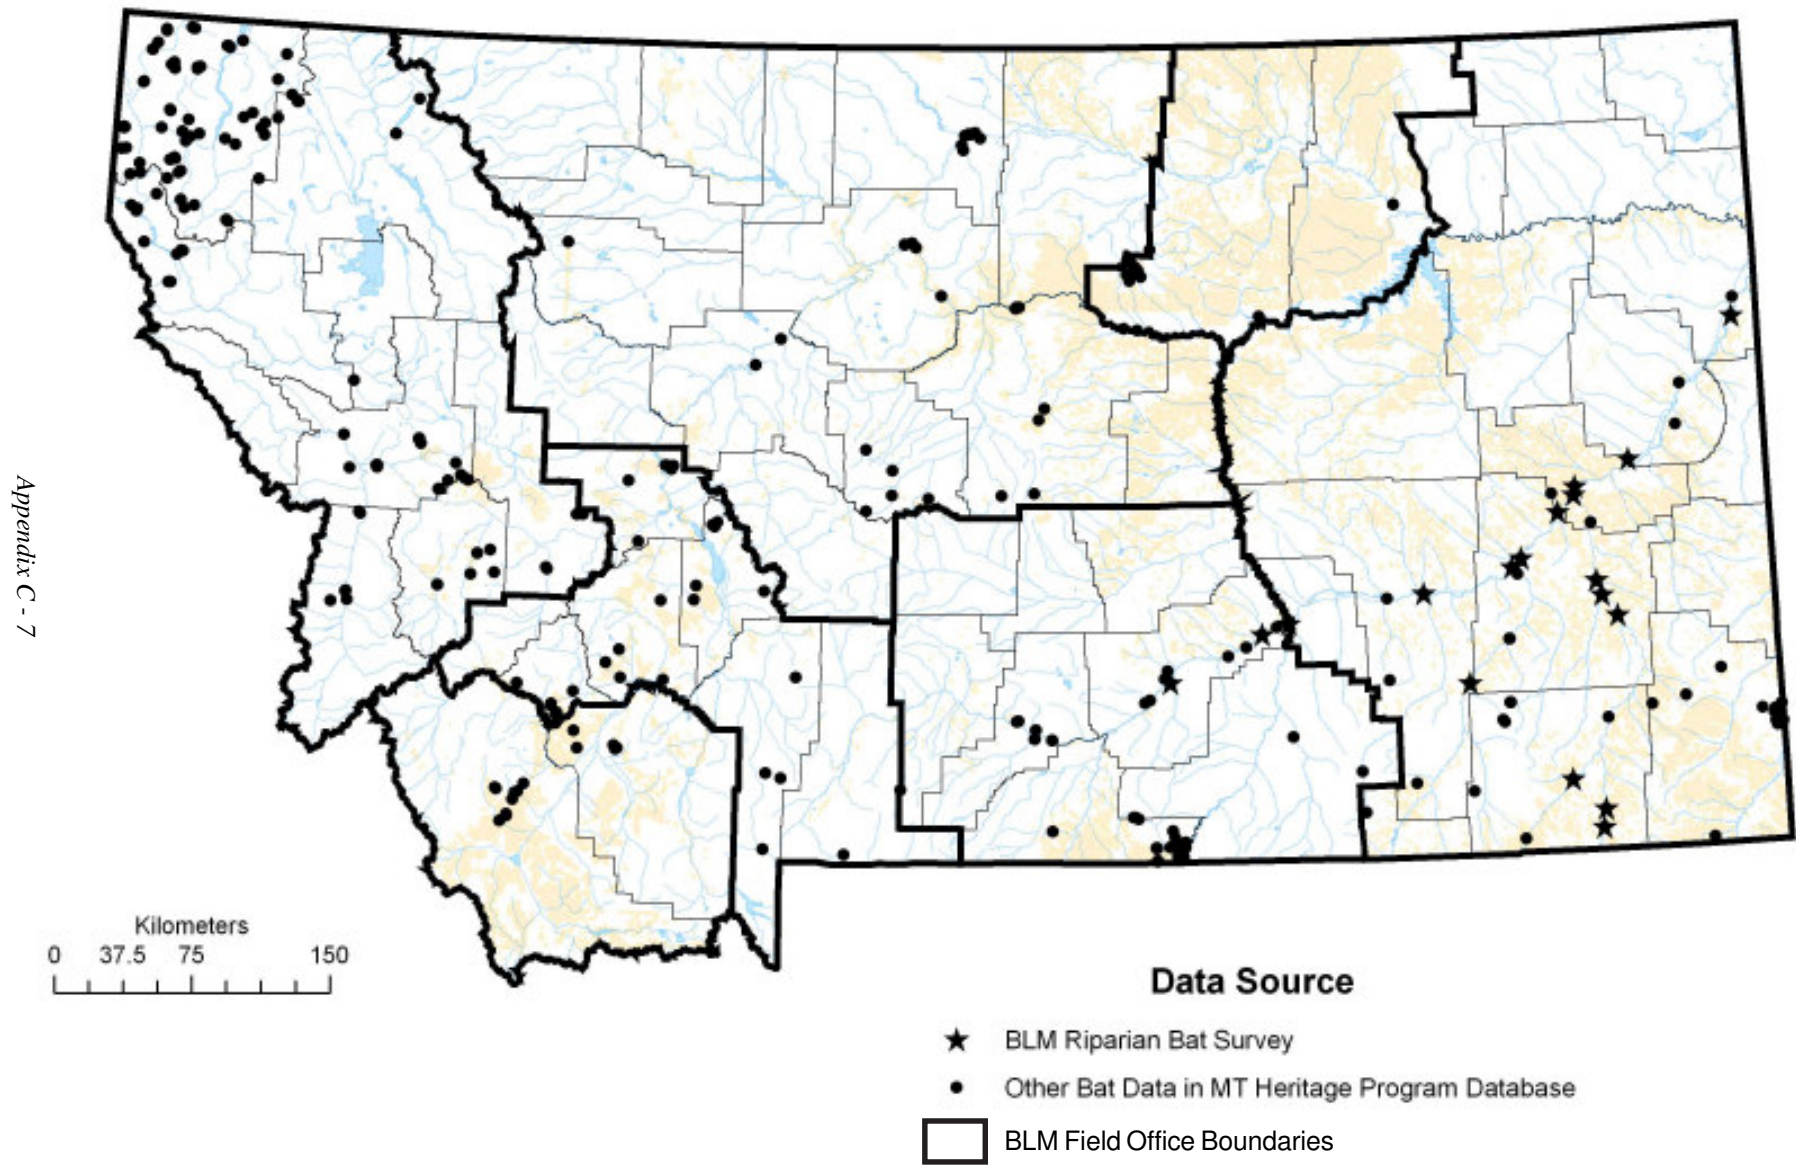 Appendix C - 7
Kilometers
0 37.5 75 150
Data Source
BLM Riparian Bat Survey
Other Bat Data in MT Heritage Program Database
BLM Field Office Boundaries